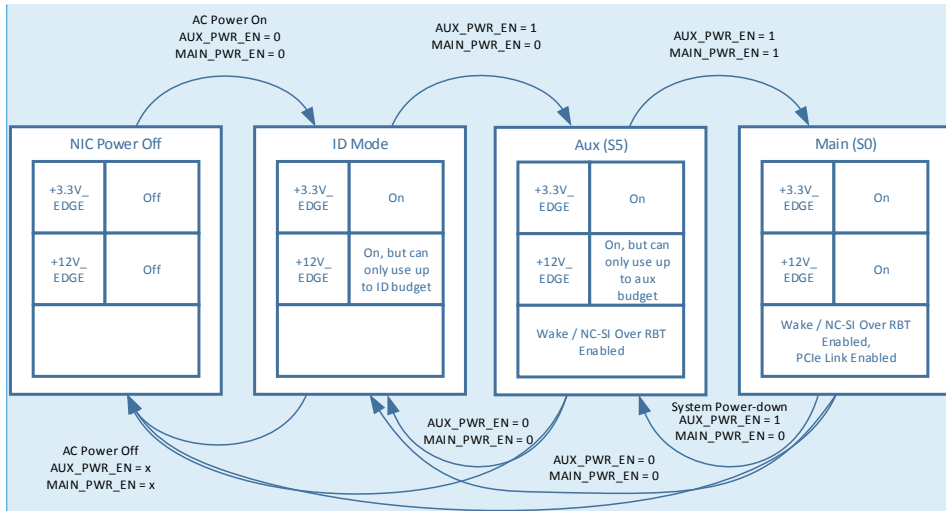 AC Power On
AUX_PWR_EN = 0
MAIN_PWR_EN = 0
AUX_PWR_EN = 1
MAIN_PWR_EN = 0
AUX_PWR_EN = 1
MAIN_PWR_EN = 1
NIC Power Off
+3.3V_
EDGE
Off
+12V_
EDGE
Off
ID Mode
+3.3V_
EDGE
On
+12V_
EDGE
On, but can
only use up
to ID budget
Aux (S5)
+3.3V_
EDGE
On
+12V_
EDGE
On, but can
only use up
to aux
budget
Wake / NC-SI Over RBT
Enabled
Main (S0)
+3.3V_
EDGE
On
+12V_
EDGE
On
Wake / NC-SI Over RBT
Enabled,
PCIe Link Enabled
AC Power Off
AUX_PWR_EN = x
MAIN_PWR_EN = x
AUX_PWR_EN = 0
MAIN_PWR_EN = 0
AUX_PWR_EN = 0
MAIN_PWR_EN = 0
System Power-down
AUX_PWR_EN = 1
MAIN_PWR_EN = 0